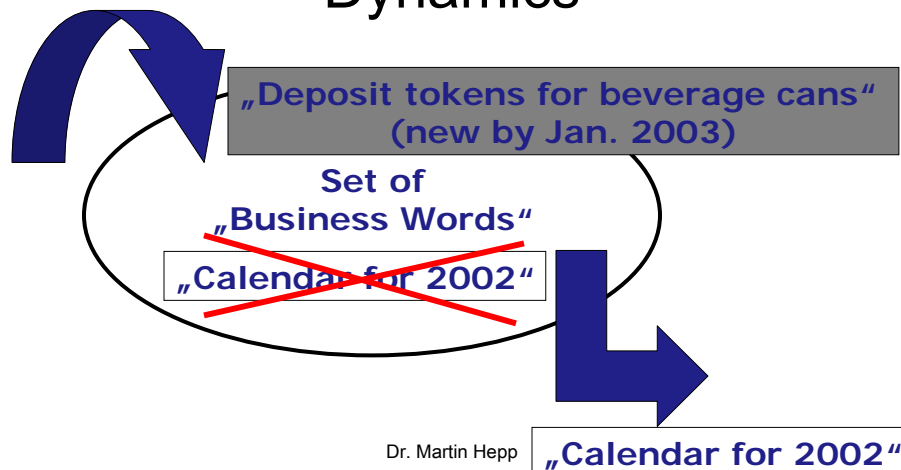 Dynamics
„Deposit tokens for beverage cans“
(new by Jan. 2003)
Set of
„Business Words“
„Calendar for 2002“
Dr. Martin Hepp
„Calendar for 2002“